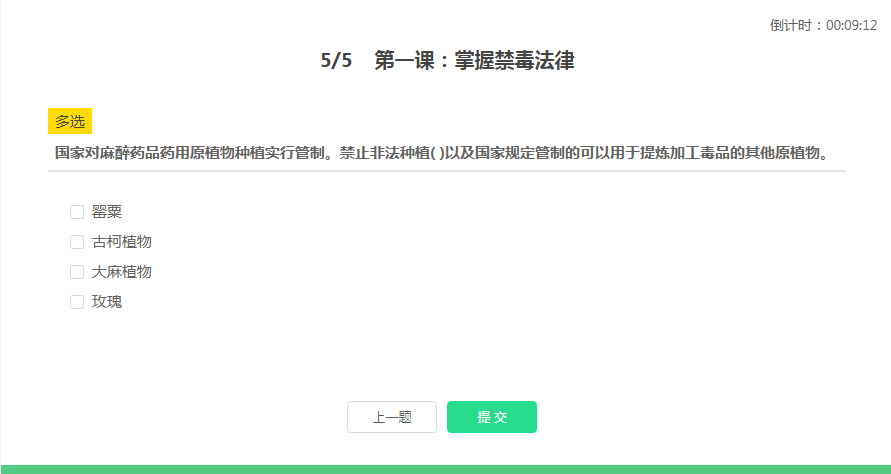 倒计时：00:09:12
5/5 第一课：掌握禁毒法律
多选
国家对麻醉药品药用原植物种植实行管制。禁止非法种植( )以及国家规定管制的可以用于提炼加工毒品的其他原植物。
罂粟
古柯植物
大麻植物
玫瑰
上一题 提交